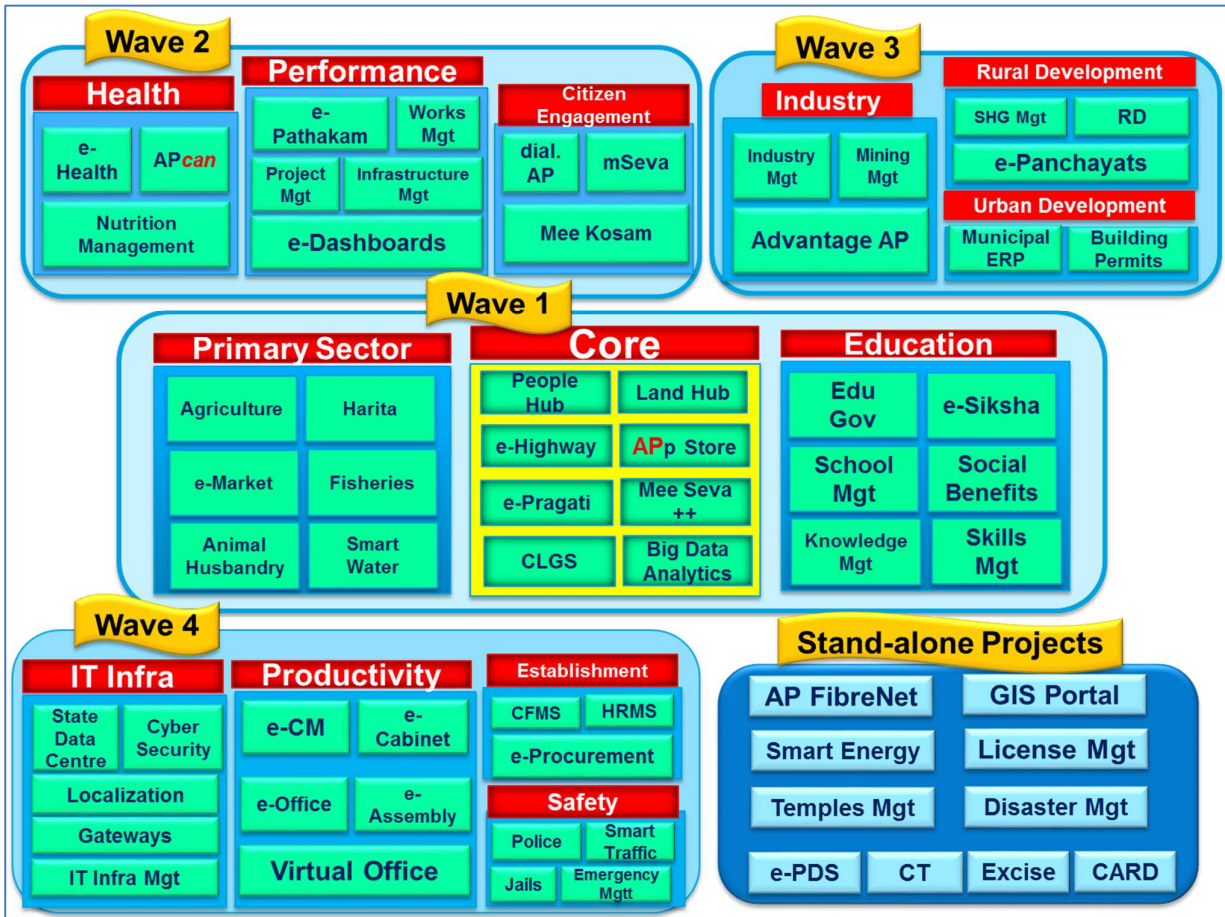 Wave 2
Health
e-
Health
APcan
Nutrition
Management
Performance
e-
Pathakam
Works
Mgt
Project
Mgt
Infrastructure
Mgt
e-Dashboards
Citizen
Engagement
dial.
AP
mSeva
Mee Kosam
Wave 3
Industry
Industry
Mgt
Mining
Mgt
Advantage AP
Rural Development
SHG Mgt
RD
e-Panchayats
Urban Development
Municipal
ERP
Building
Permits
Wave 1
Primary Sector
Agriculture
Harita
e-Market
Fisheries
Animal
Husbandry
Smart
Water
Core
People
Hub
Land Hub
e-Highway
APp Store
e-Pragati
Mee Seva
++
CLGS
Big Data
Analytics
Education
Edu
Gov
e-Siksha
School
Mgt
Social
Benefits
Knowledge
Mgt
Skills
Mgt
Wave 4
IT Infra
State
Data
Centre
Cyber
Security
Localization
Gateways
IT Infra Mgt
Productivity
e-CM
e-
Cabinet
e-Office
e-
Assembly
Virtual Office
Establishment
CFMS
HRMS
e-Procurement
Safety
Police
Smart
Traffic
Jails
Emergency
Mgtt
Stand-alone Projects
AP FibreNet
GIS Portal
Smart Energy
License Mgt
Temples Mgt
Disaster Mgt
e-PDS
CT
Excise
CARD